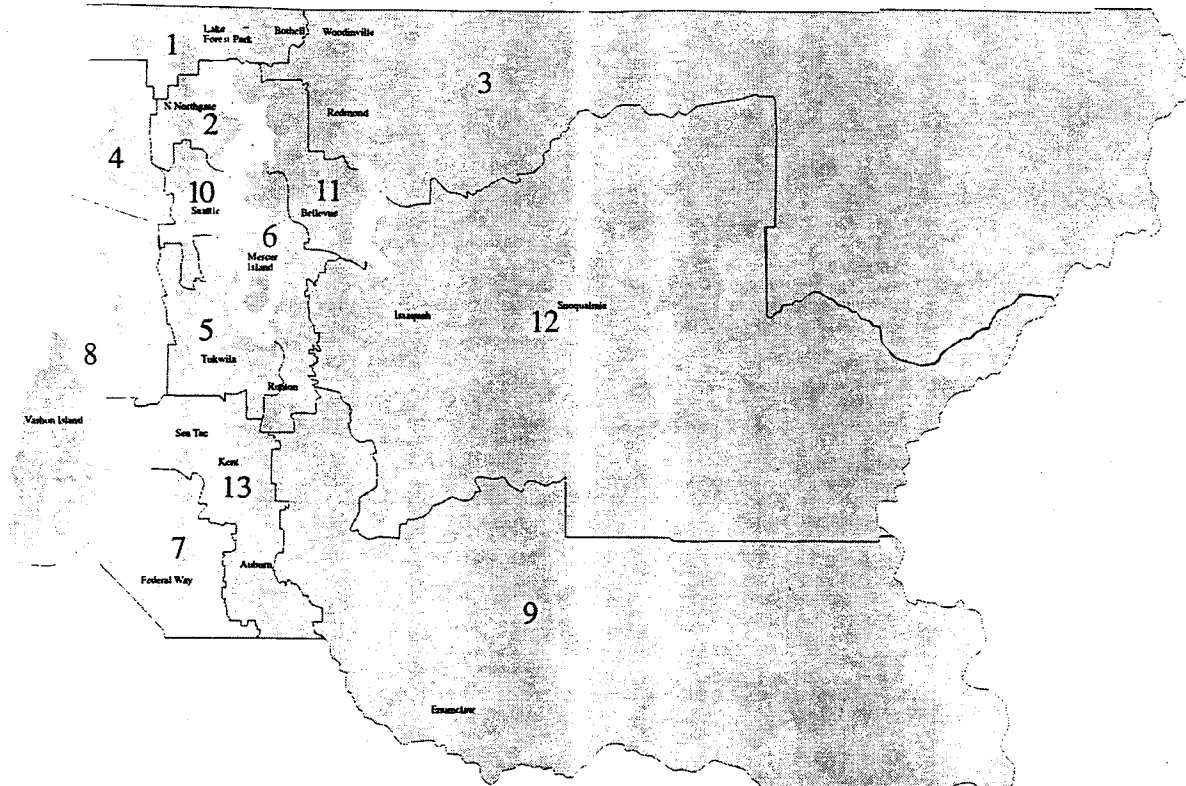 1
Lake
Forest Park
Bothell
Woodinville
3
N Northgate
2
Redmond
4
10
Seattle
11
Bellevue
6
Mercer
Island
Issaquah
Snoqualmie
12
5
8
Tukwila
Renton
Vashon Island
Sea Tac
Kent
13
7
Auburn
Federal Way
9
Enumclaw